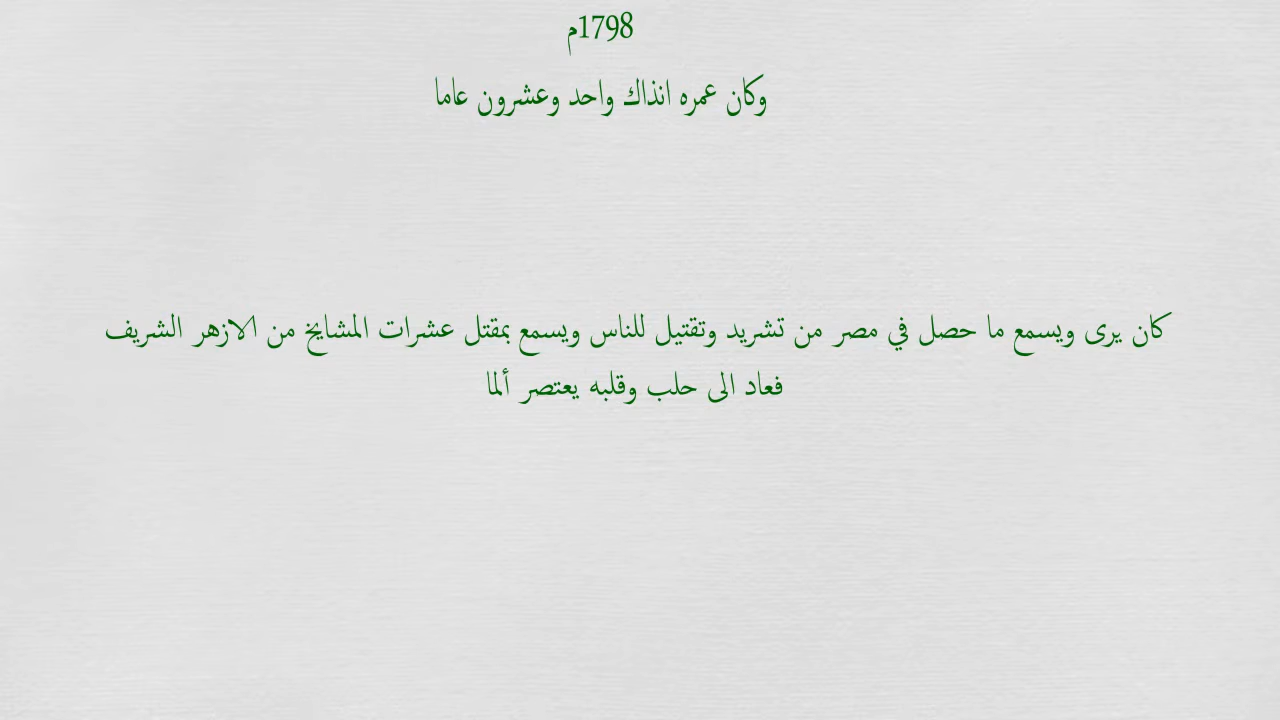 1798م
وكان عمره انذاك واحد وعشرون عاما
كان يرى ويسمع ما حصل في مصر من تشريد وتقتيل للناس ويسمع بمقتل عشرات المشايخ من الازهر الشريف
فعاد الى حلب وقلبه يعتصر ألما